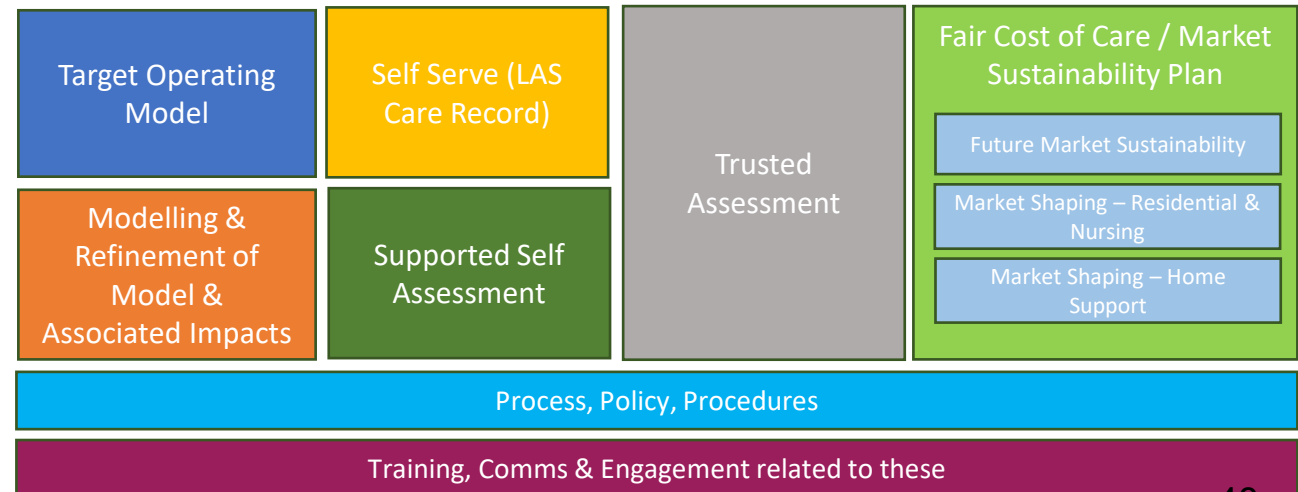 Target Operating
Model
Self Serve (LAS
Care Record)
Trusted
Assessment
Fair Cost of Care / Market
Sustainability Plan
Future Market Sustainability
Market Shaping – Residential &
Nursing
Market Shaping – Home
Support
Modelling &
Refinement of
Model &
Associated Impacts
Supported Self
Assessment
Process, Policy, Procedures
Training, Comms & Engagement related to these